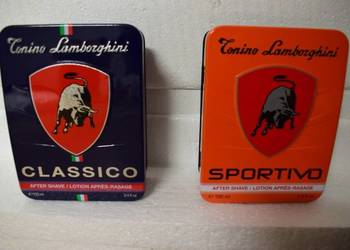 Tonino Lamborghini
CLASSICO
AFTER SHAVE / LOTION APRÈS-RASAGE
Tonino Lamborghini
SPORTIVO
AFTER SHAVE / LOTION APRÈS-RASAGE